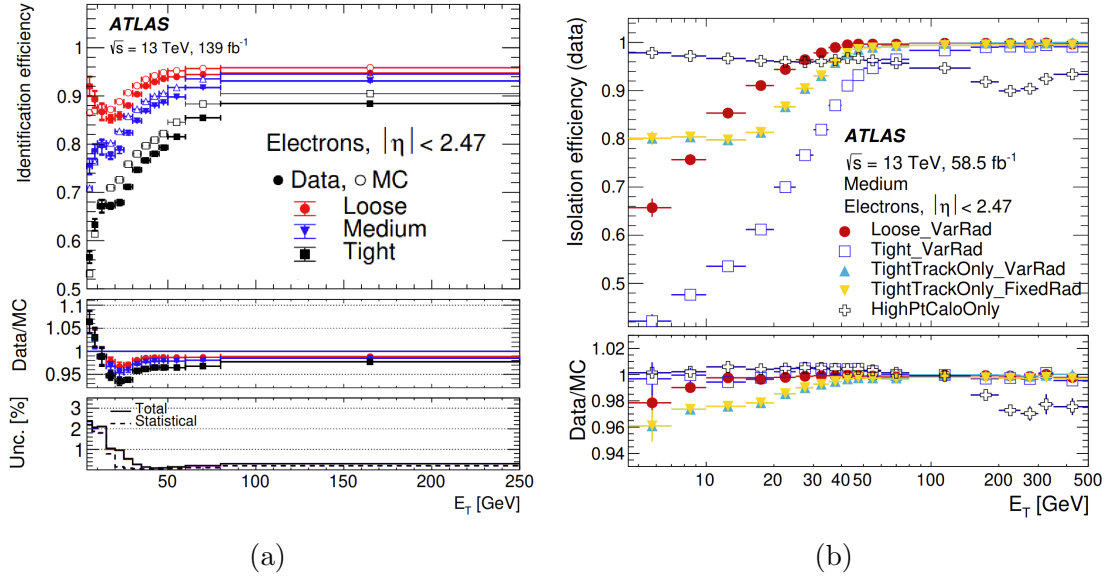 ATLAS
√s = 13 TeV, 139 fb⁻¹
Electrons, |η| < 2.47
Data, MC
Loose
Medium
Tight
Identification efficiency
1
0.9
0.8
0.7
0.6
0.5
Data/MC
1.1
1.05
1
0.95
Unc. [%]
3
2
1
Total
Statistical
50 100 150 200 250
E_T [GeV]
(a)
Isolation efficiency (data)
1
0.9
0.8
0.7
0.6
0.5
ATLAS
√s = 13 TeV, 58.5 fb⁻¹
Medium
Electrons, |η| < 2.47
Loose_VarRad
Tight_VarRad
TightTrackOnly_VarRad
TightTrackOnly_FixedRad
HighPtCaloOnly
Data/MC
1.02
1
0.98
0.96
0.94
10 20 30 40 50 100 200 300 500
E_T [GeV]
(b)